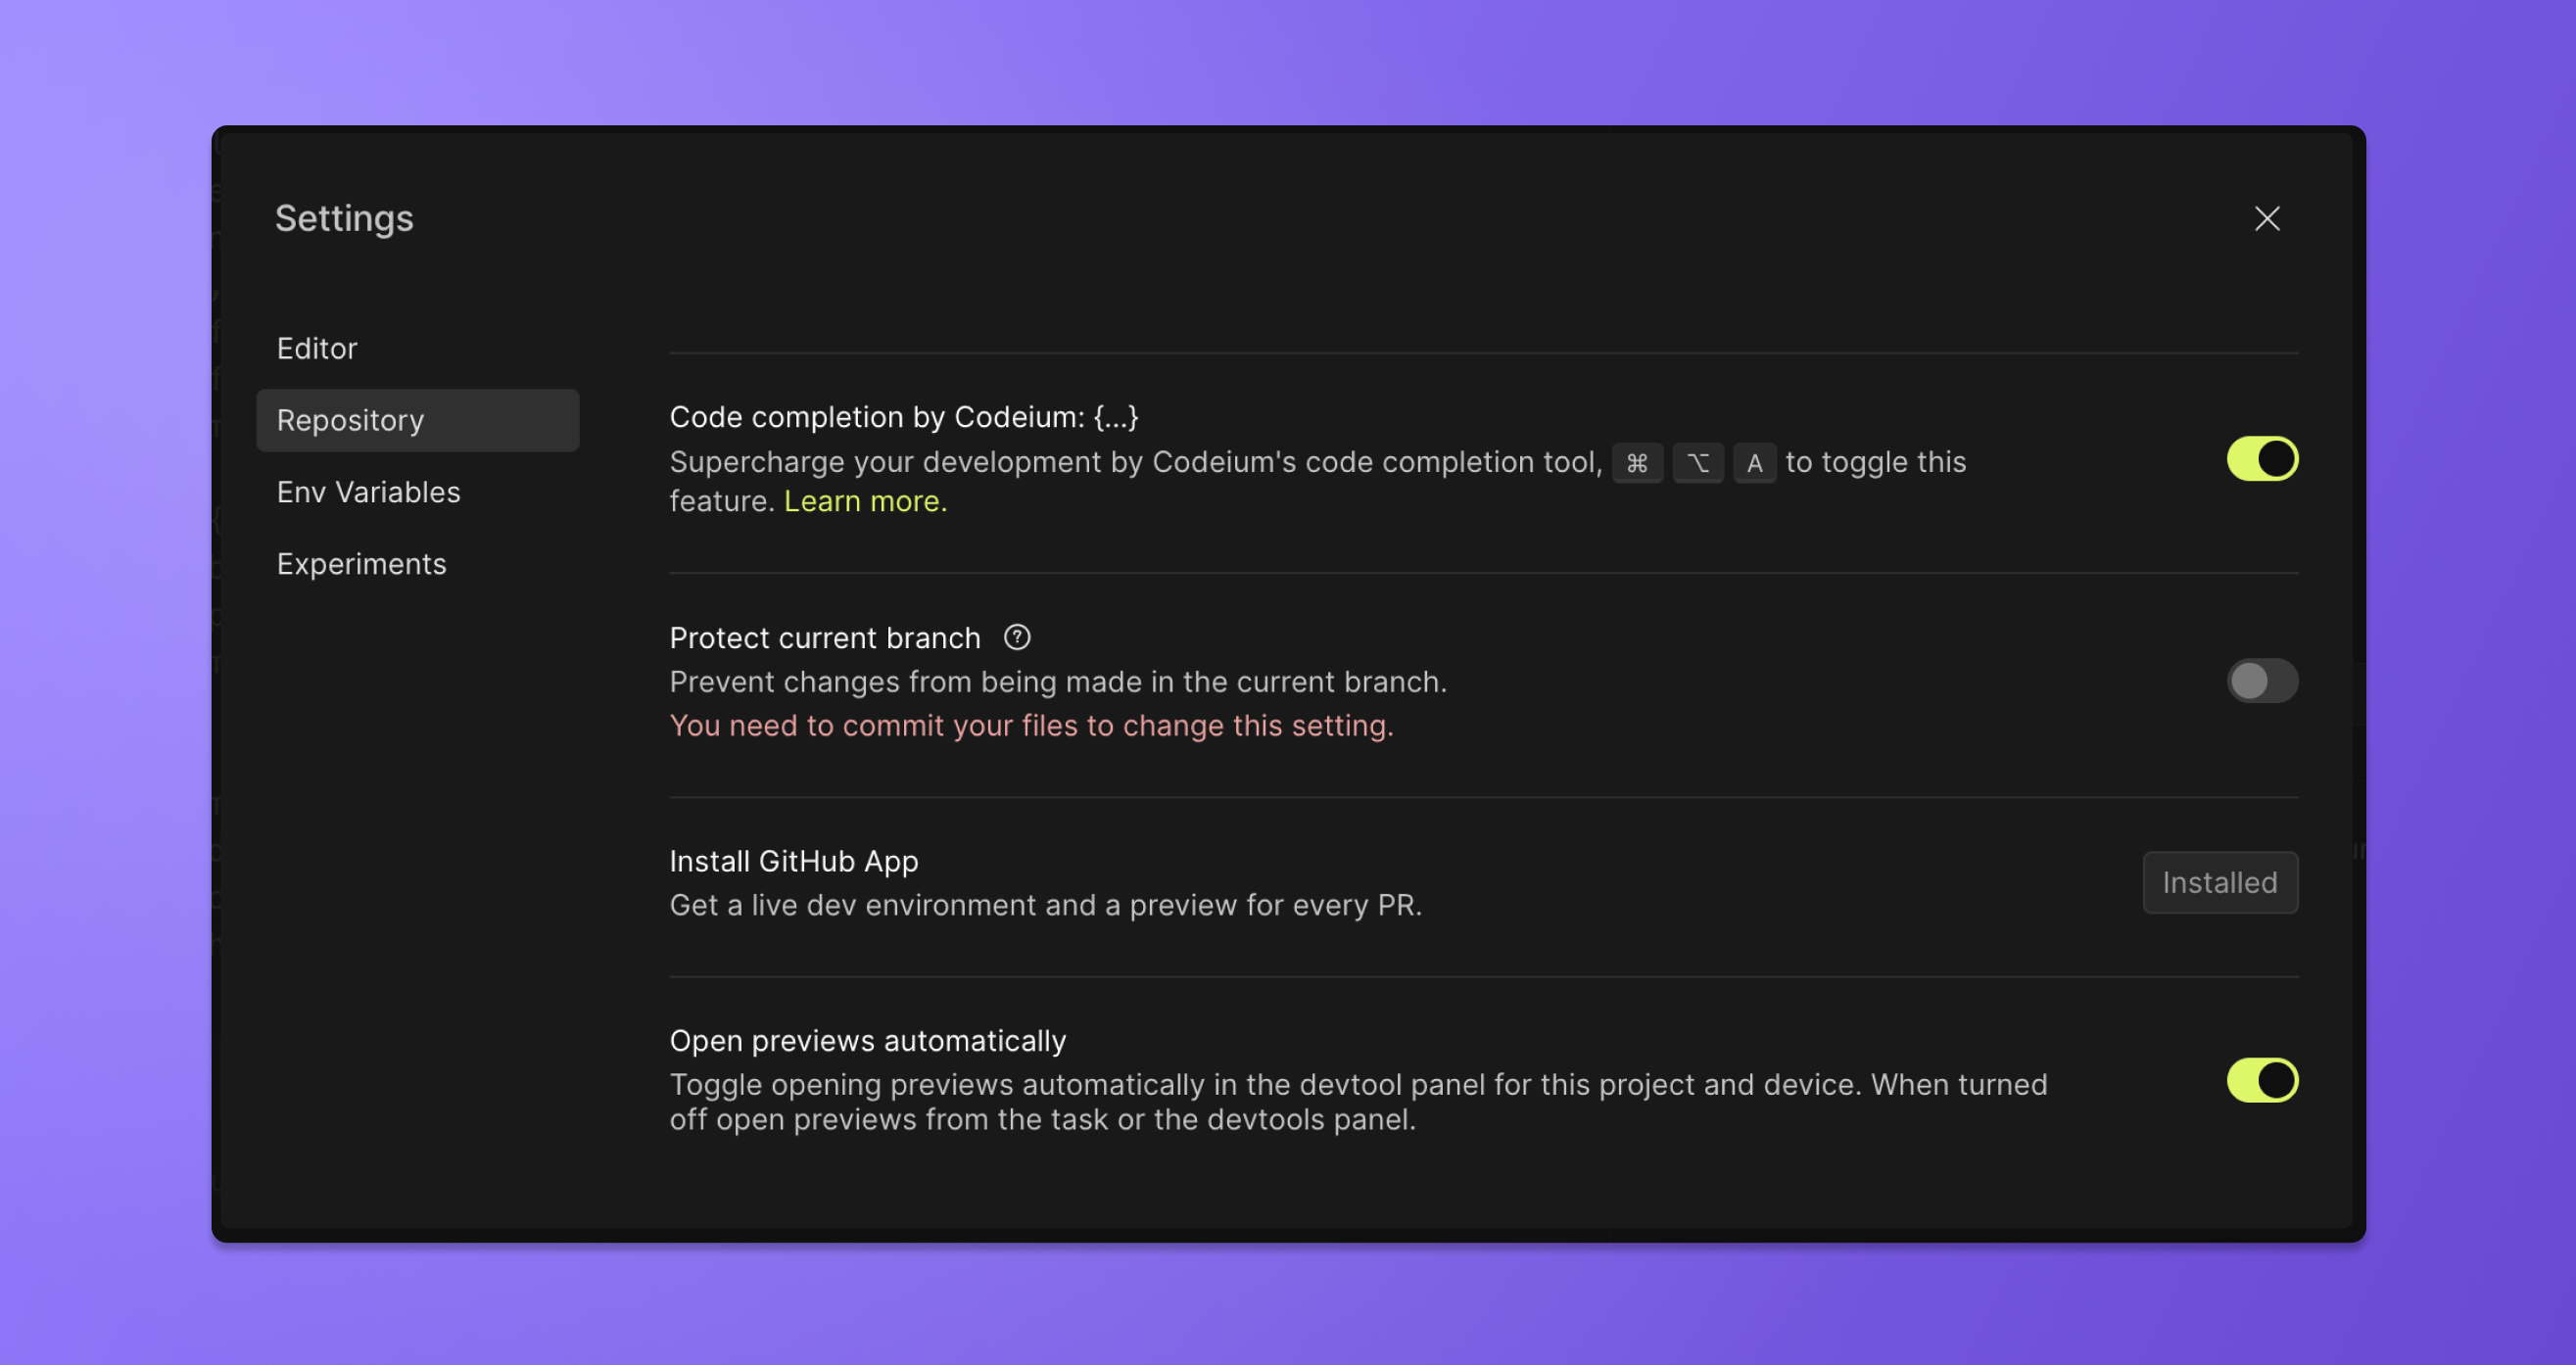 Settings
Editor
Repository
Env Variables
Experiments
Code completion by Codeium: {...}
Supercharge your development by Codeium's code completion tool, ⌘ ⌥ A to toggle this
feature. Learn more.
Protect current branch ?
Prevent changes from being made in the current branch.
You need to commit your files to change this setting.
Install GitHub App
Get a live dev environment and a preview for every PR.
Installed
Open previews automatically
Toggle opening previews automatically in the devtool panel for this project and device. When turned
off open previews from the task or the devtools panel.